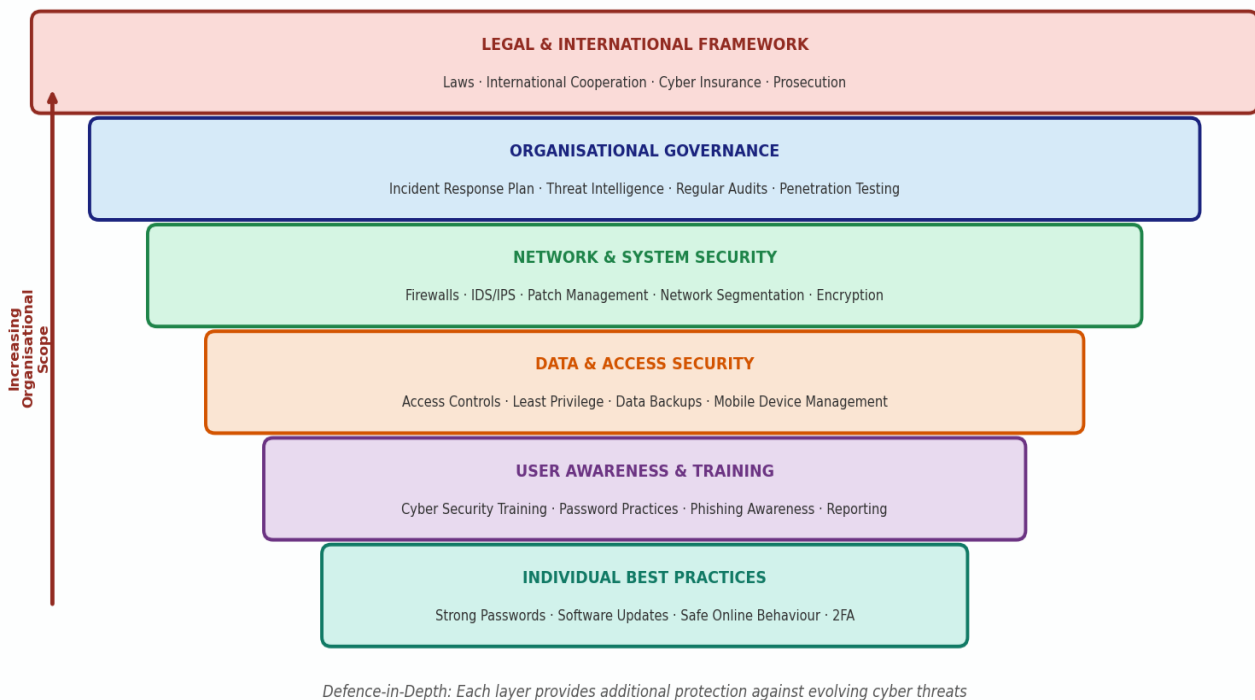 LEGAL & INTERNATIONAL FRAMEWORK
Laws · International Cooperation · Cyber Insurance · Prosecution
ORGANISATIONAL GOVERNANCE
Incident Response Plan · Threat Intelligence · Regular Audits · Penetration Testing
NETWORK & SYSTEM SECURITY
Firewalls · IDS/IPS · Patch Management · Network Segmentation · Encryption
Increasing
Organisational
Scope
DATA & ACCESS SECURITY
Access Controls · Least Privilege · Data Backups · Mobile Device Management
USER AWARENESS & TRAINING
Cyber Security Training · Password Practices · Phishing Awareness · Reporting
INDIVIDUAL BEST PRACTICES
Strong Passwords · Software Updates · Safe Online Behaviour · 2FA
Defence-in-Depth: Each layer provides additional protection against evolving cyber threats